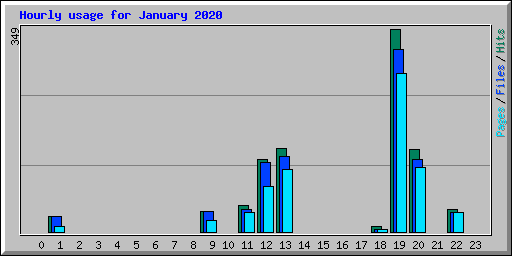 Hourly usage for January 2020
349
Pages/Files/Hits
0 1 2 3 4 5 6 7 8 9 10 11 12 13 14 15 16 17 18 19 20 21 22 23